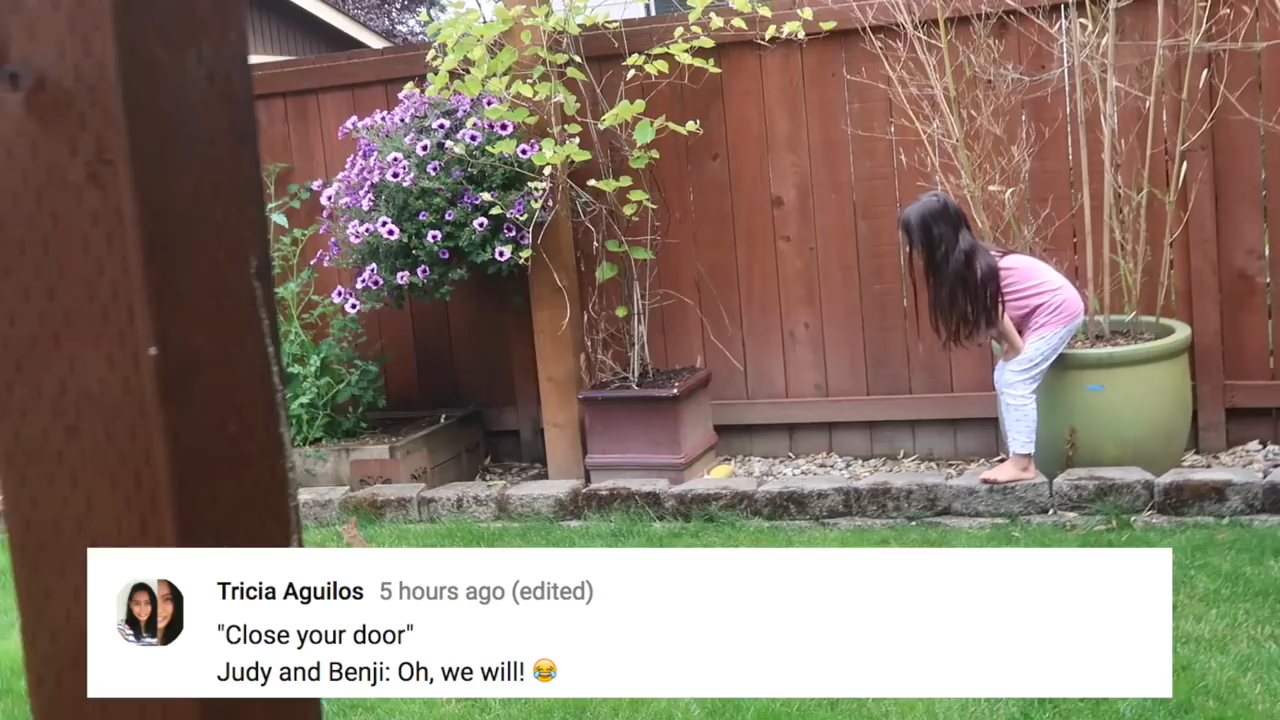 Tricia Aguilos 5 hours ago (edited)
"Close your door"
Judy and Benji: Oh, we will! 😂